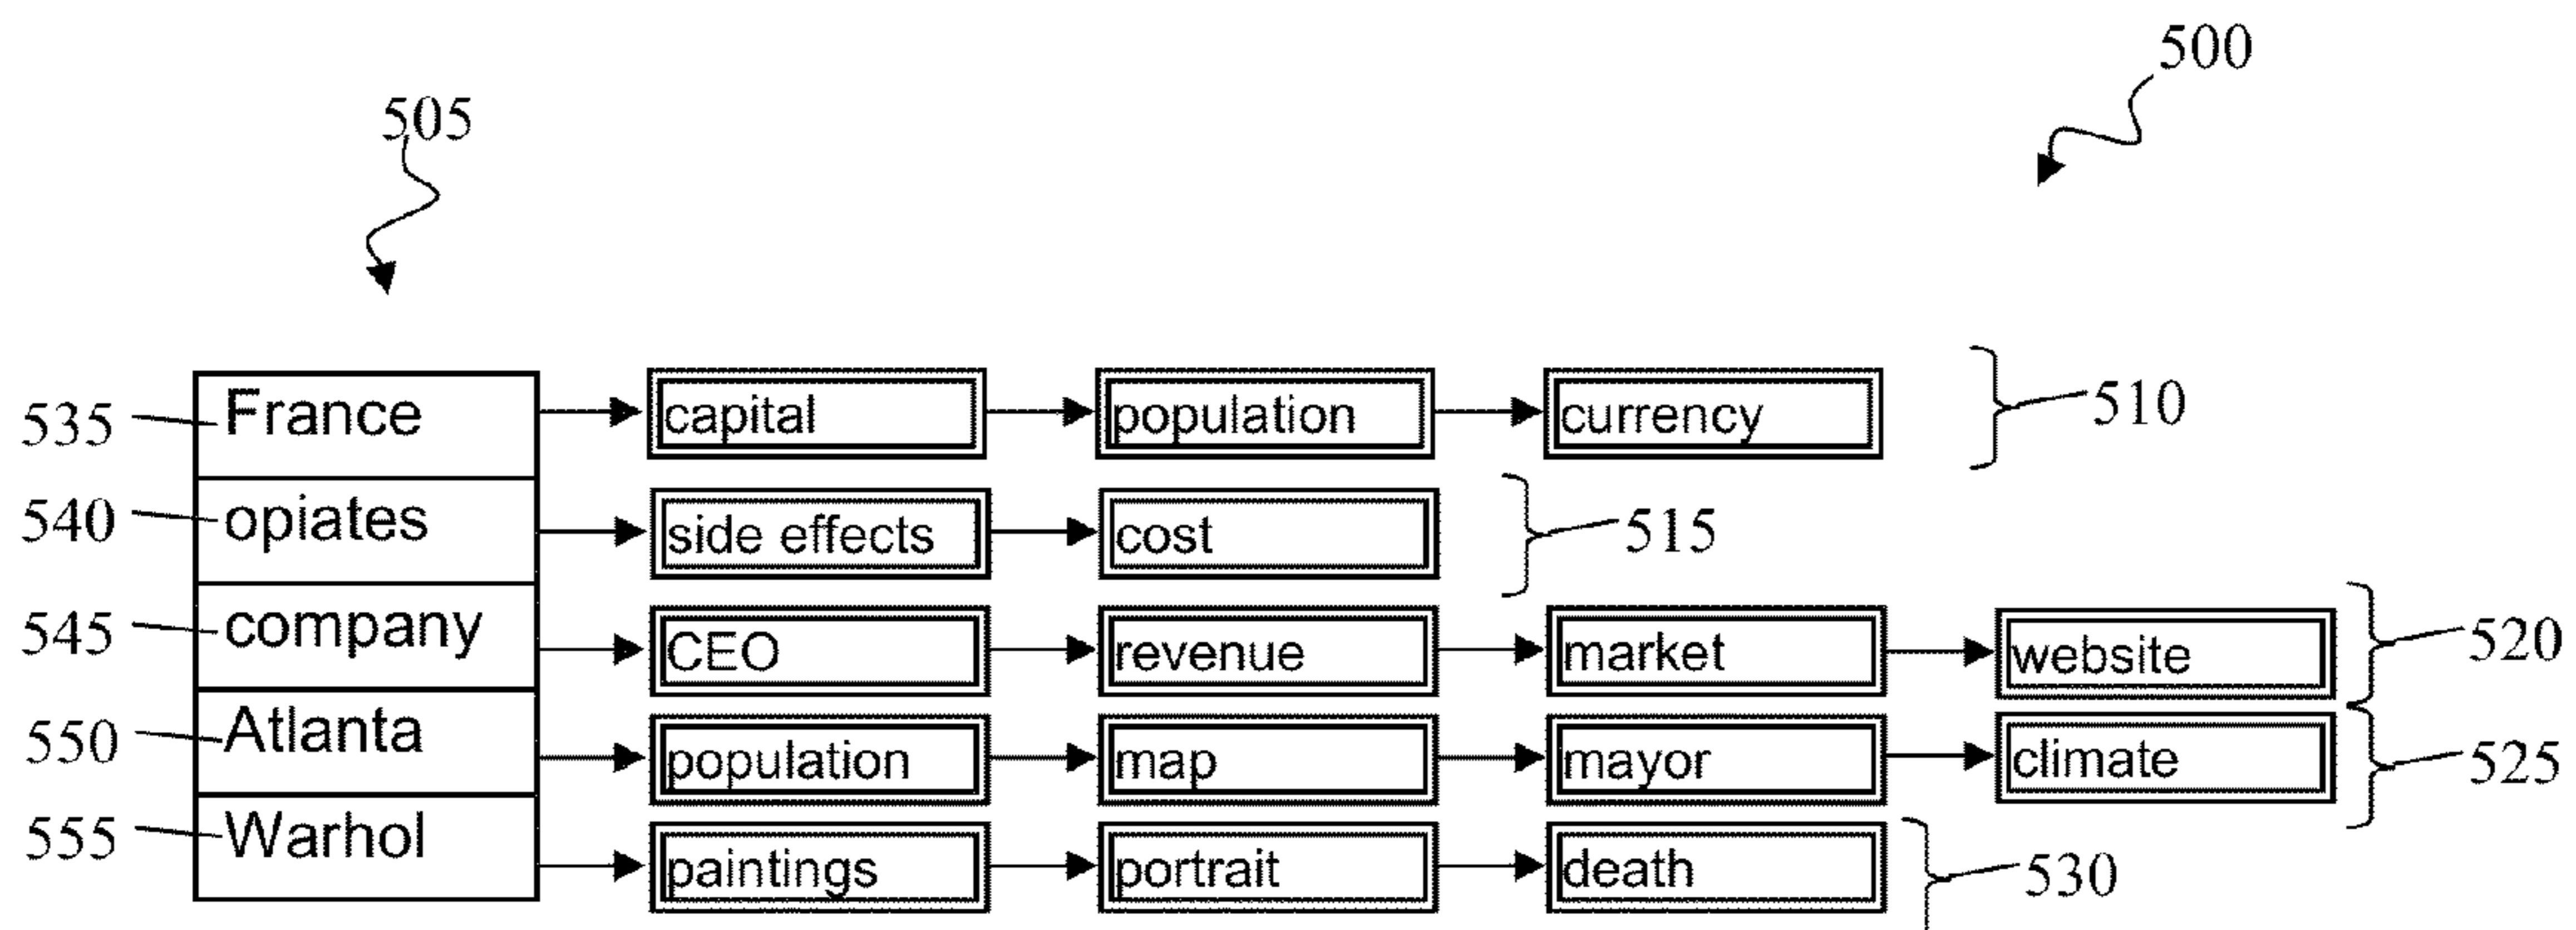 500
505
535 France capital population currency 510
540 opiates side effects cost 515
545 company CEO revenue market website 520
550 Atlanta population map mayor climate 525
555 Warhol paintings portrait death 530